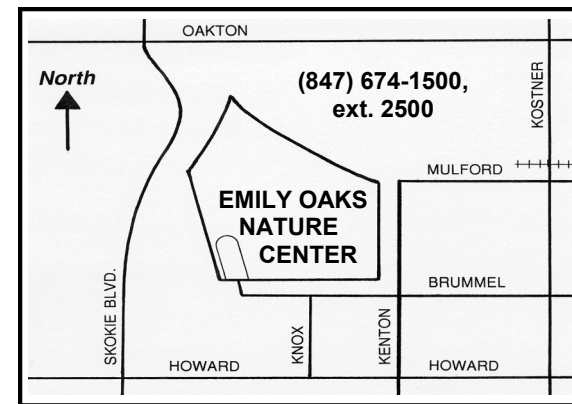 OAKTON
North
(847) 674-1500,
ext. 2500
KOSTNER
MULFORD
EMILY OAKS
NATURE
CENTER
BRUMMEL
SKOKIE BLVD.
KNOX
KENTON
HOWARD
HOWARD